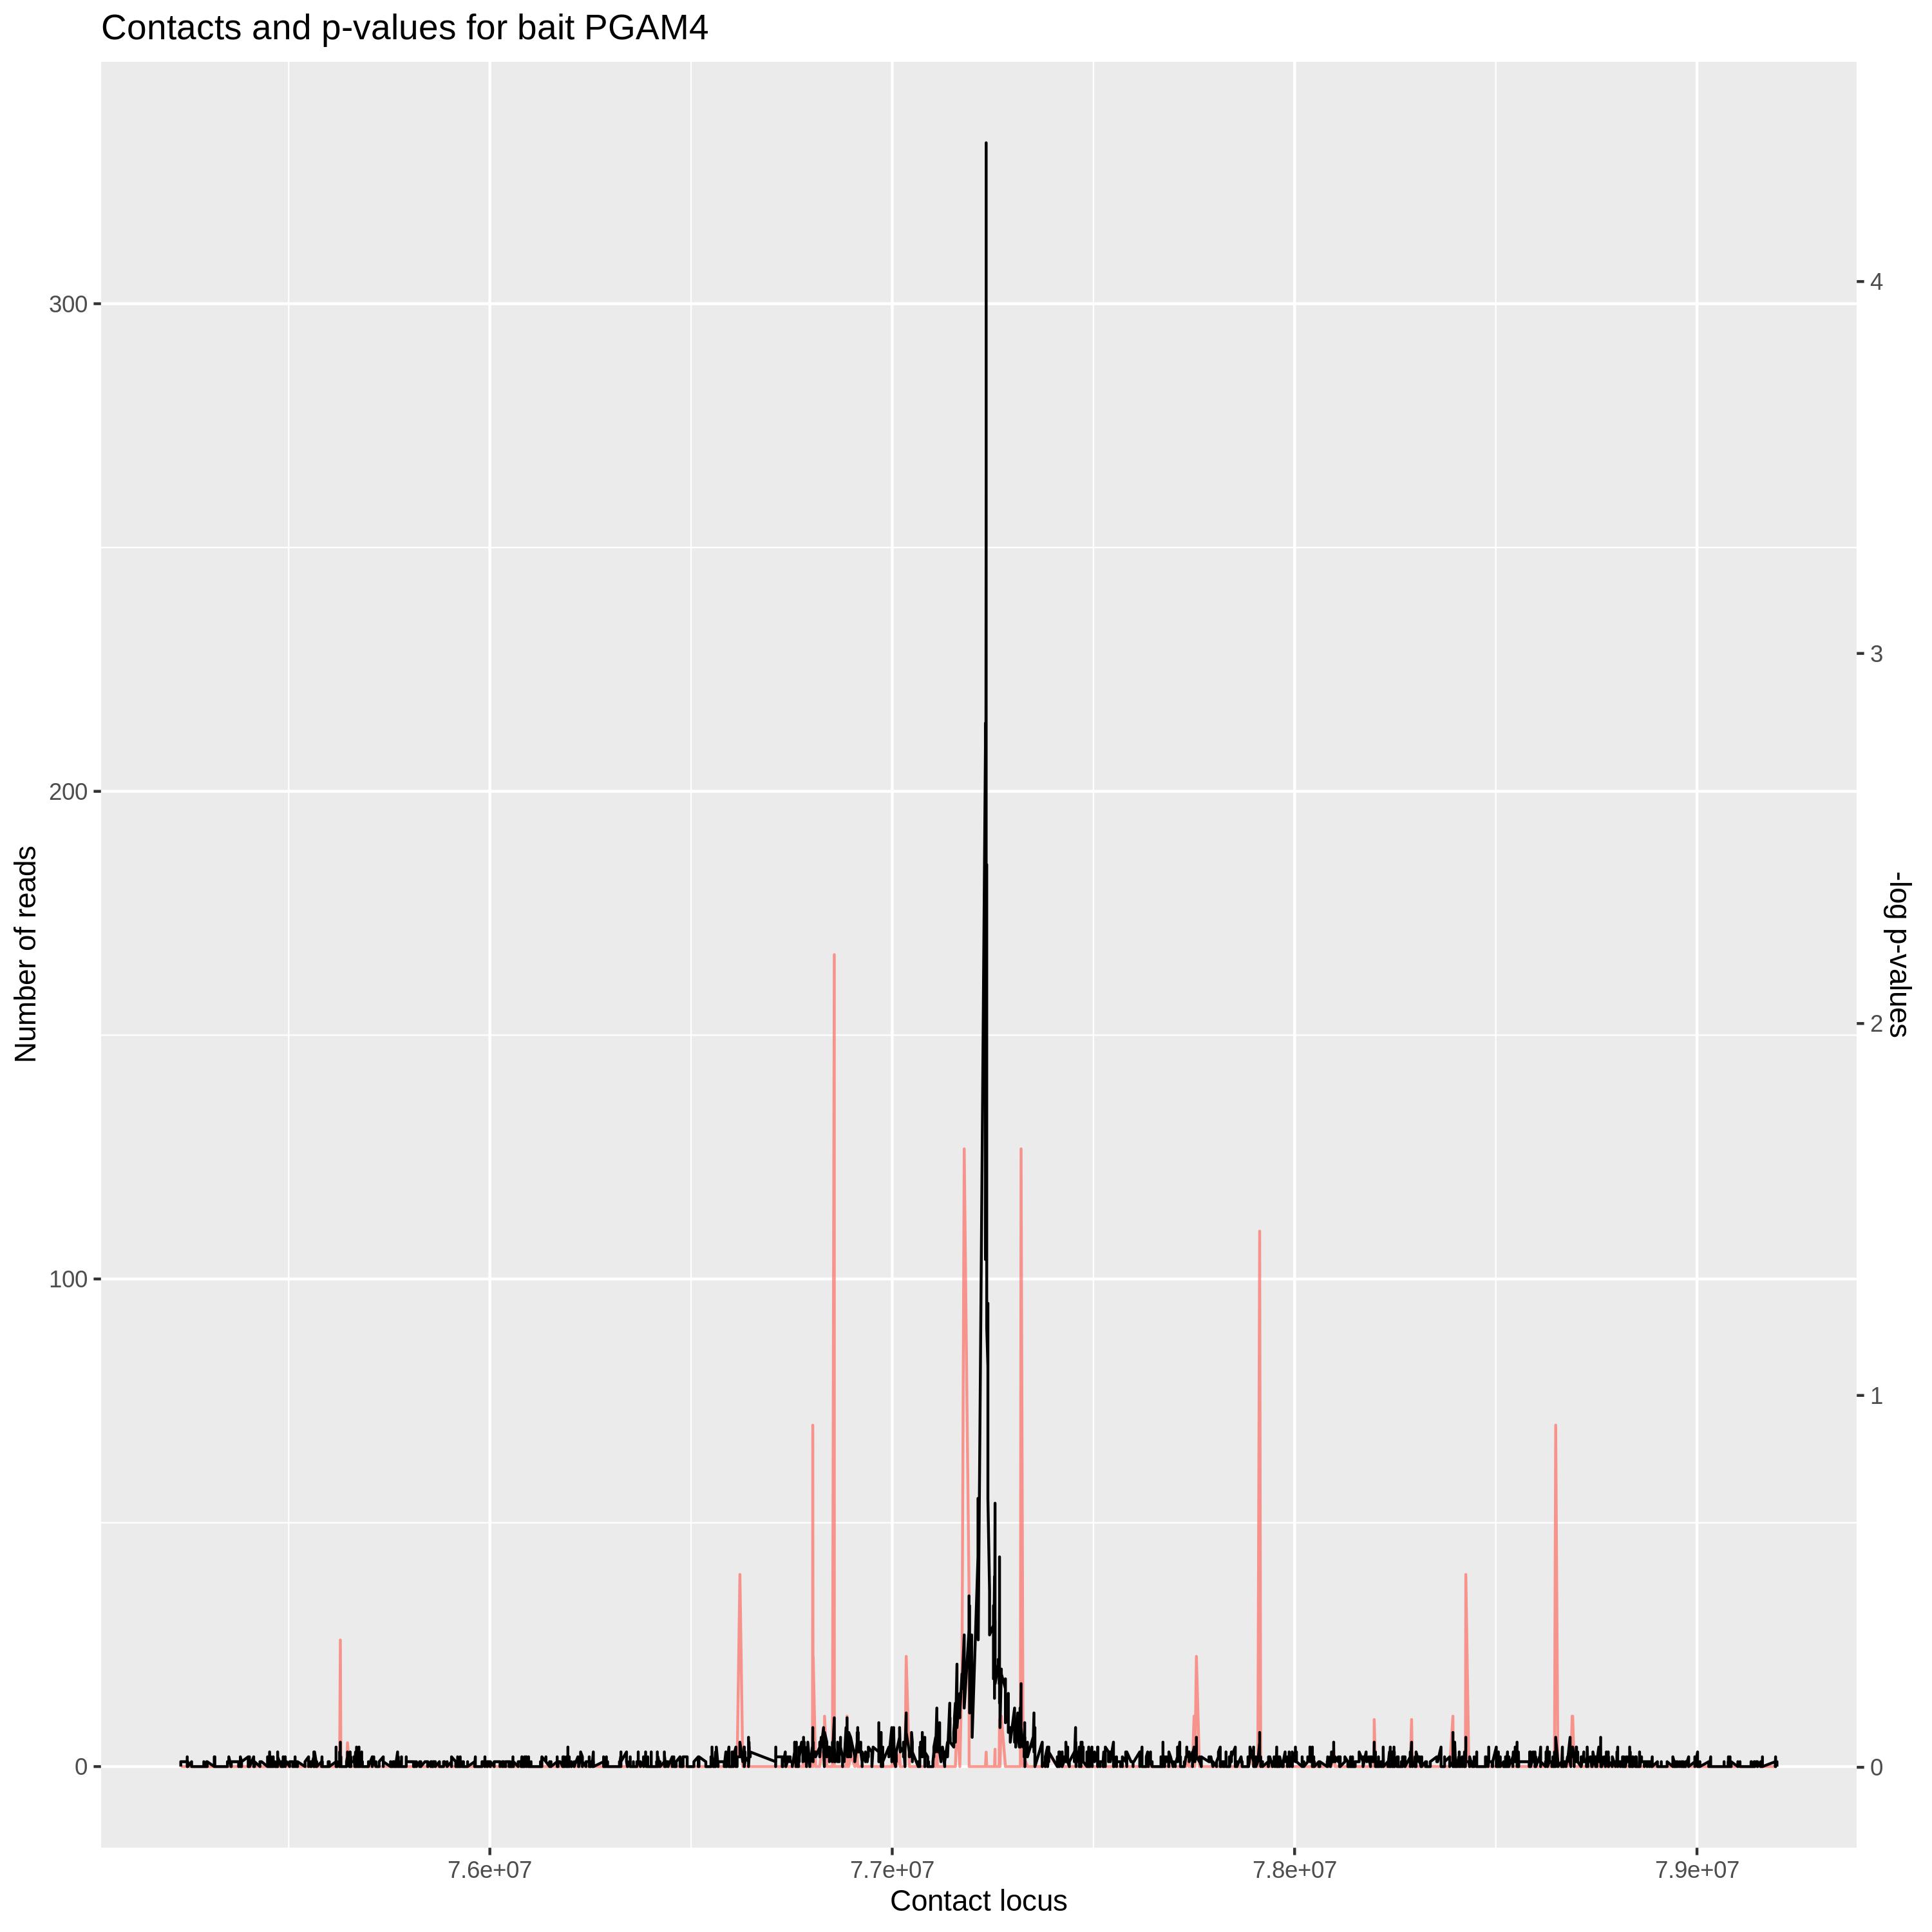 Contacts and p-values for bait PGAM4
300
200
100
0
Number of reads
4
3
2
1
0
-log p-values
7.6e+07
7.7e+07
7.8e+07
7.9e+07
Contact locus